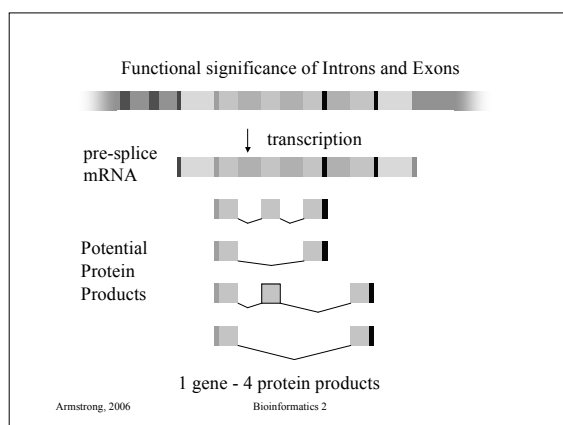 Functional significance of Introns and Exons
transcription
pre-splice
mRNA
Potential
Protein
Products
1 gene - 4 protein products
Armstrong, 2006
Bioinformatics 2